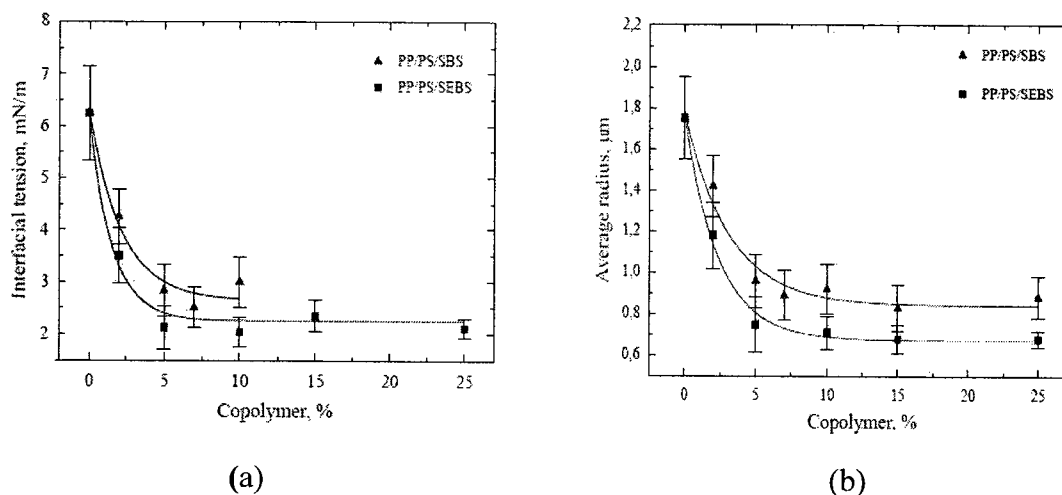 8
7
6
5
4
3
2
Interfacial tension, mN/m
PP/PS/SBS
PP/PS/SEBS
0 5 10 15 20 25
Copolymer, %
(a)
2,2
2,0
1,8
1,6
1,4
1,2
1,0
0,8
0,6
Average radius, µm
PP/PS/SBS
PP/PS/SEBS
0 5 10 15 20 25
Copolymer, %
(b)